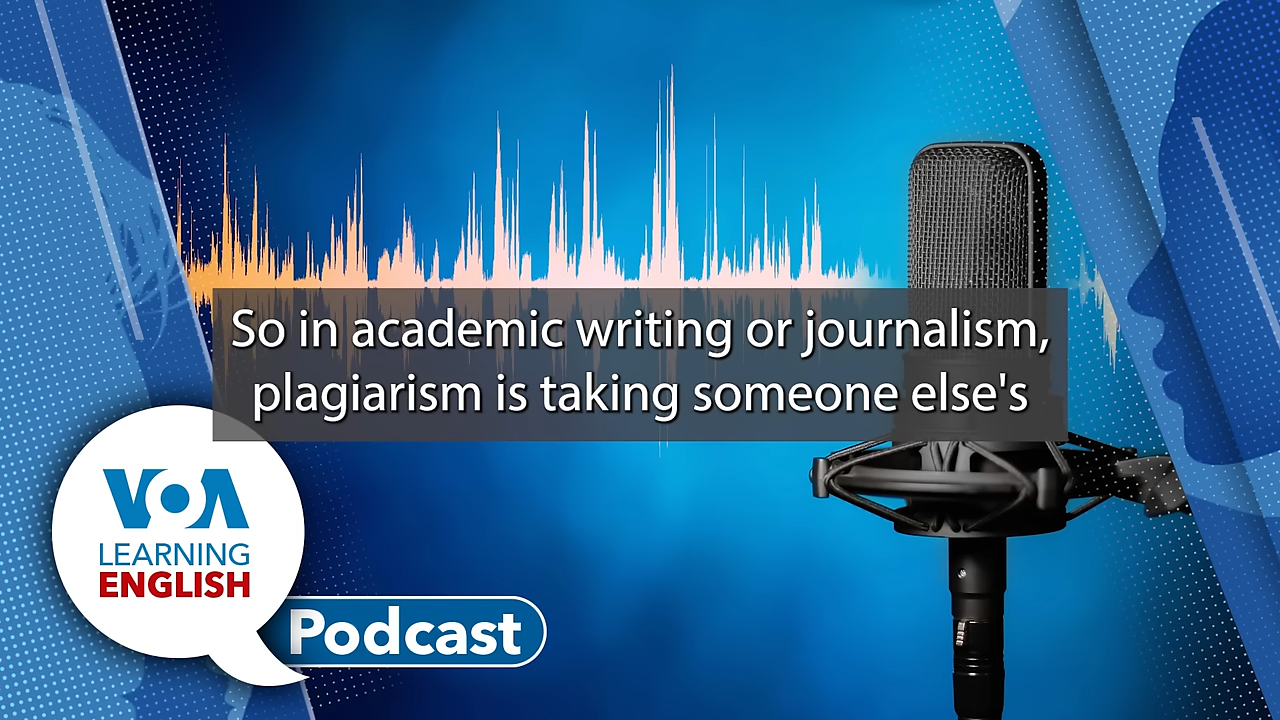 So in academic writing or journalism,
plagiarism is taking someone else's
VOA
LEARNING
ENGLISH
Podcast